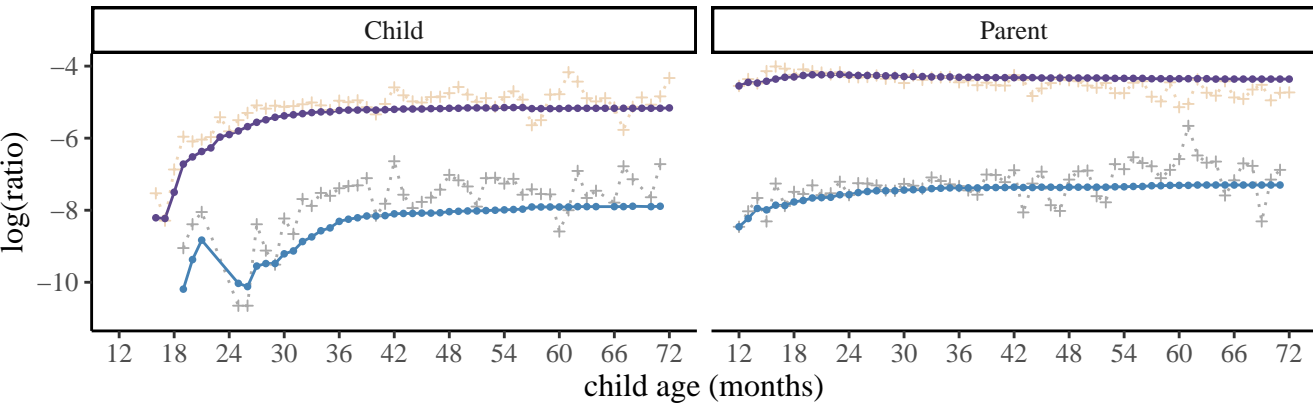 Child Parent
−4
−6
−8
−10
log(ratio)
12 18 24 30 36 42 48 54 60 66 72 12 18 24 30 36 42 48 54 60 66 72
child age (months)